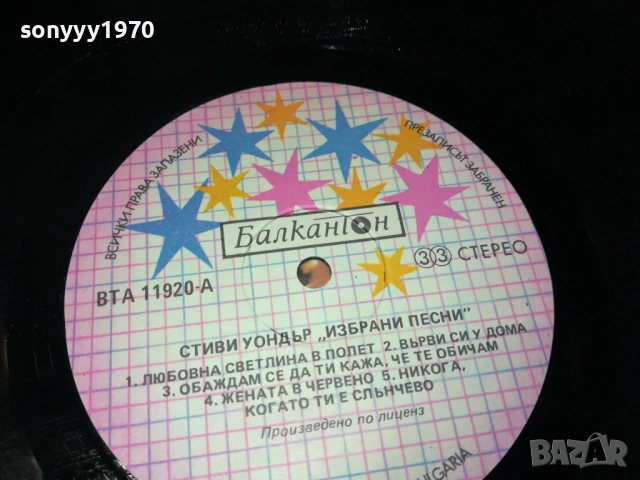 sonyyy1970
ВСИЧКИ ПРАВА ЗАПАЗЕНИ
ПРЕЗАПИСЪТ ЗАБРАНЕН
Балкантон
33 СТЕРЕО
ВТА 11920-А
СТИВИ УОНДЪР „ИЗБРАНИ ПЕСНИ"
1. ЛЮБОВНА СВЕТЛИНА В ПОЛЕТ 2. ВЪРВИ СИ У ДОМА
3. ОБАЖДАМ СЕ ДА ТИ КАЖА, ЧЕ ТЕ ОБИЧАМ
4. ЖЕНАТА В ЧЕРВЕНО 5. НИКОГА,
КОГАТО ТИ Е СЛЪНЧЕВО
Произведено по лиценз
BAZAR